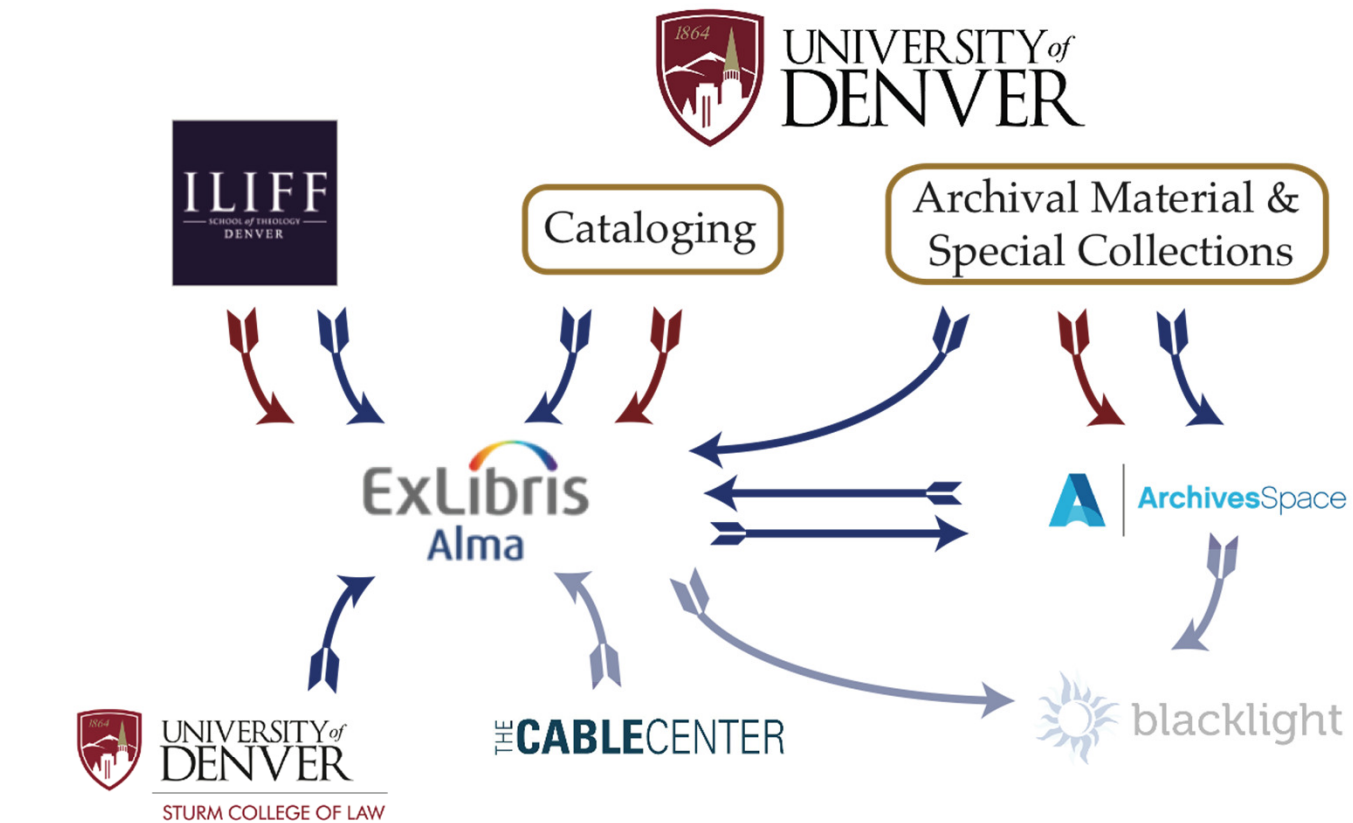 1864
UNIVERSITY of
DENVER
ILIFF
SCHOOL of THEOLOGY
DENVER
Cataloging
Archival Material &
Special Collections
ExLibris
Alma
ArchivesSpace
1864
UNIVERSITY of
DENVER
STURM COLLEGE OF LAW
THE CABLECENTER
blacklight